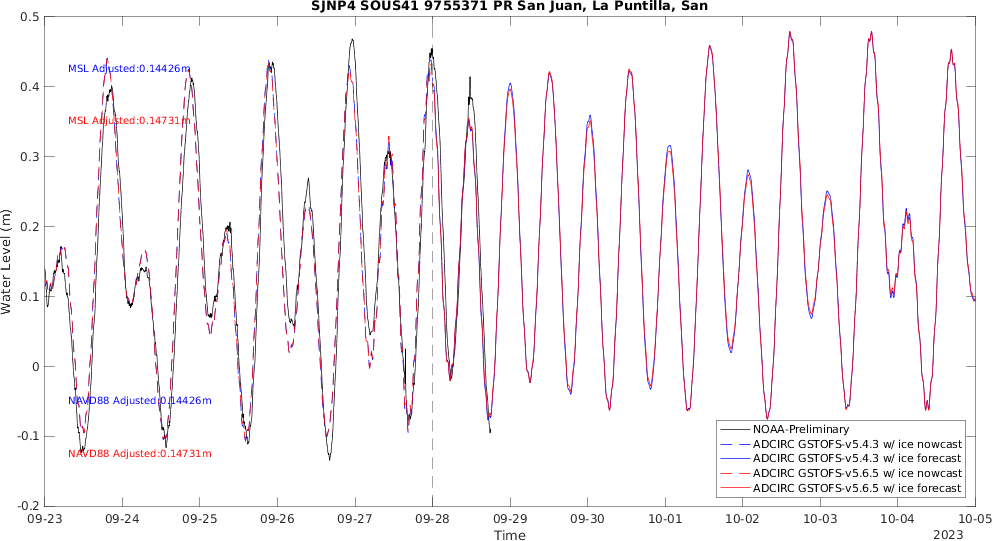 SJNP4 SOUS41 9755371 PR San Juan, La Puntilla, San
0.5
0.4
0.3
0.2
0.1
0
-0.1
-0.2
Water Level (m)
MSL Adjusted:0.14426m
MSL Adjusted:0.14731m
NAVD88 Adjusted:0.14426m
NAVD88 Adjusted:0.14731m
NOAA-Preliminary
ADCIRC GSTOFS-v5.4.3 w/ ice nowcast
ADCIRC GSTOFS-v5.4.3 w/ ice forecast
ADCIRC GSTOFS-v5.6.5 w/ ice nowcast
ADCIRC GSTOFS-v5.6.5 w/ ice forecast
09-23 09-24 09-25 09-26 09-27 09-28 09-29 09-30 10-01 10-02 10-03 10-04 10-05
Time
2023